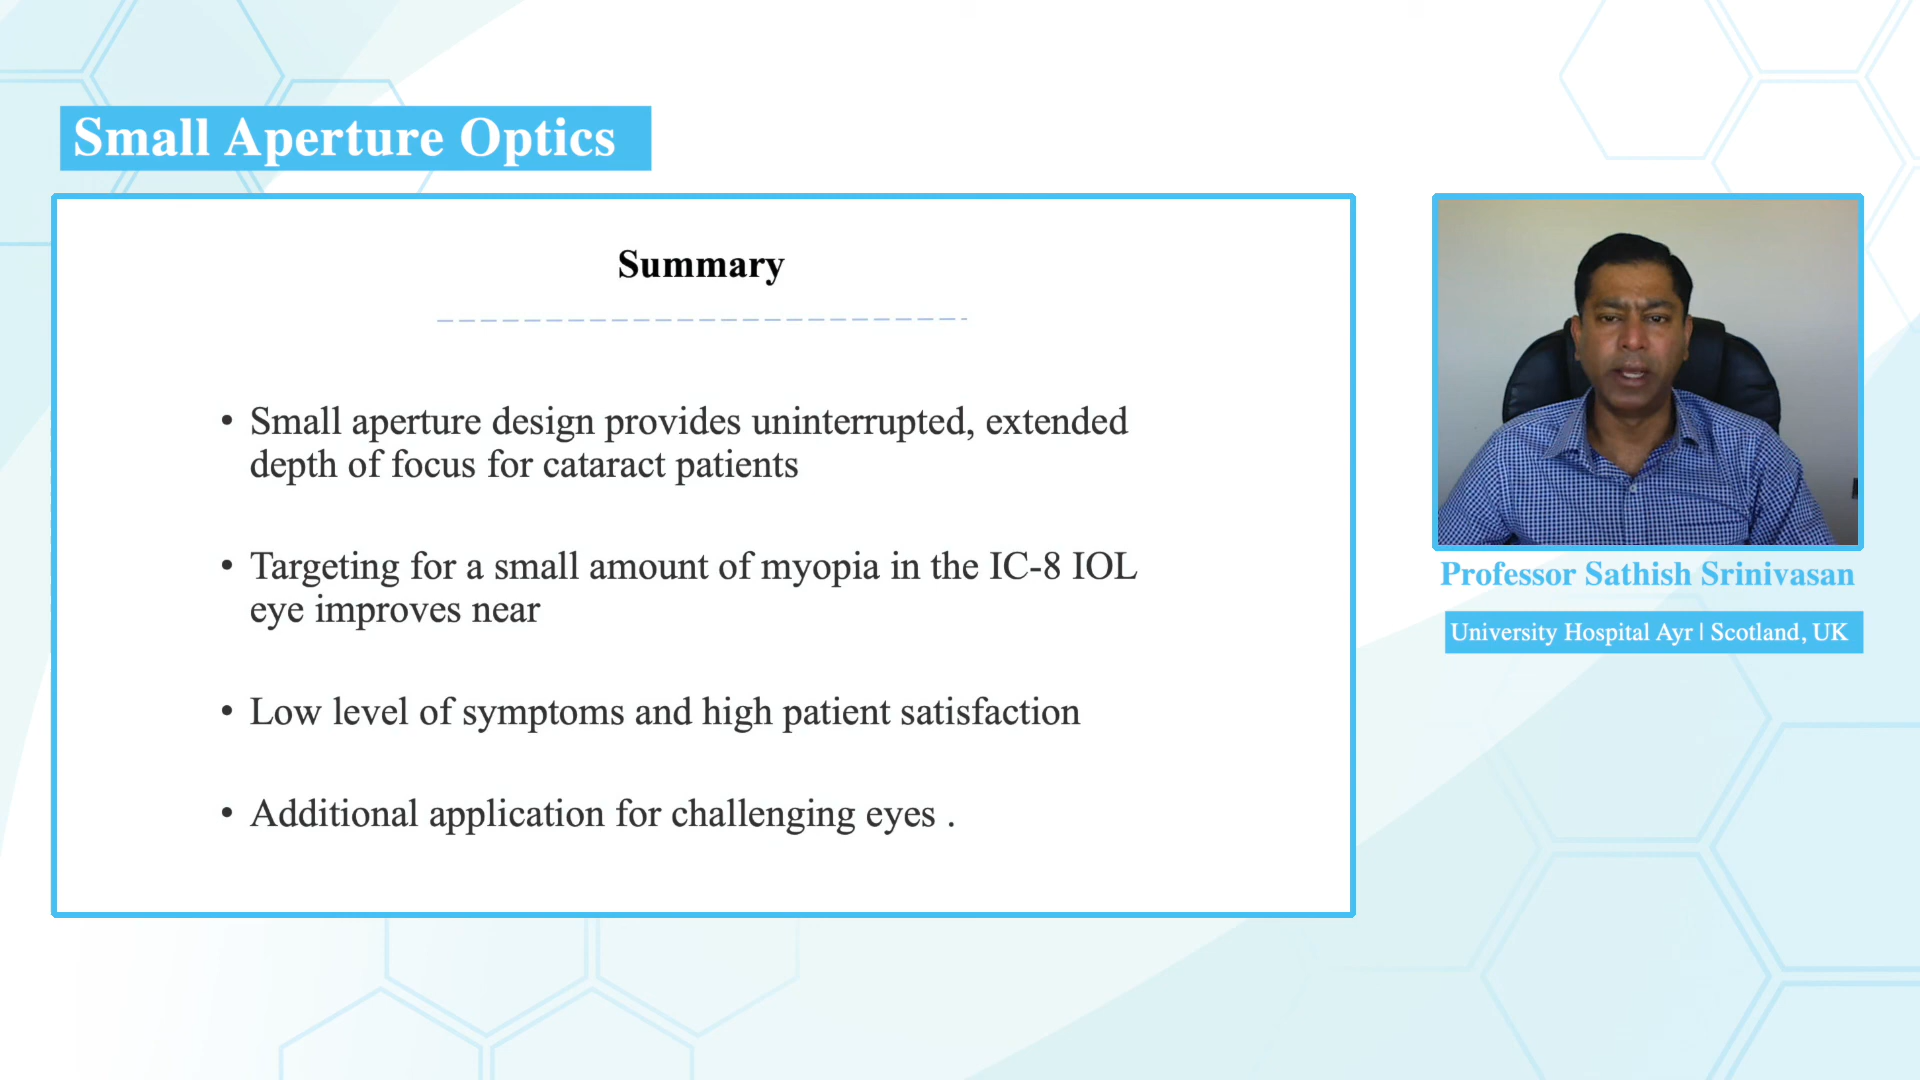 Small Aperture Optics
Summary
• Small aperture design provides uninterrupted, extended
depth of focus for cataract patients
• Targeting for a small amount of myopia in the IC-8 IOL
eye improves near
• Low level of symptoms and high patient satisfaction
• Additional application for challenging eyes .
Professor Sathish Srinivasan
University Hospital Ayr | Scotland, UK